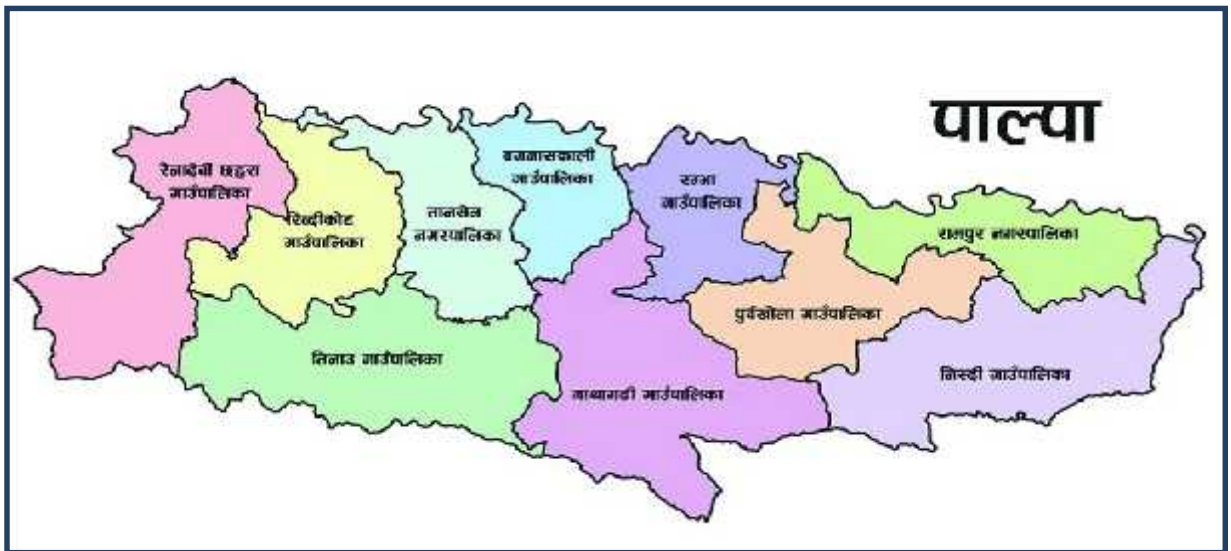 पाल्पा
रेनादेवी छहरा
गाउँपालिका
रिब्दीकोट
गाउँपालिका
तानसेन
नगरपालिका
बगनासकाली
गाउँपालिका
रम्भा
गाउँपालिका
रामपुर नगरपालिका
पुर्वखोला गाउँपालिका
तिनाउ गाउँपालिका
माथागढी गाउँपालिका
निस्दी गाउँपालिका